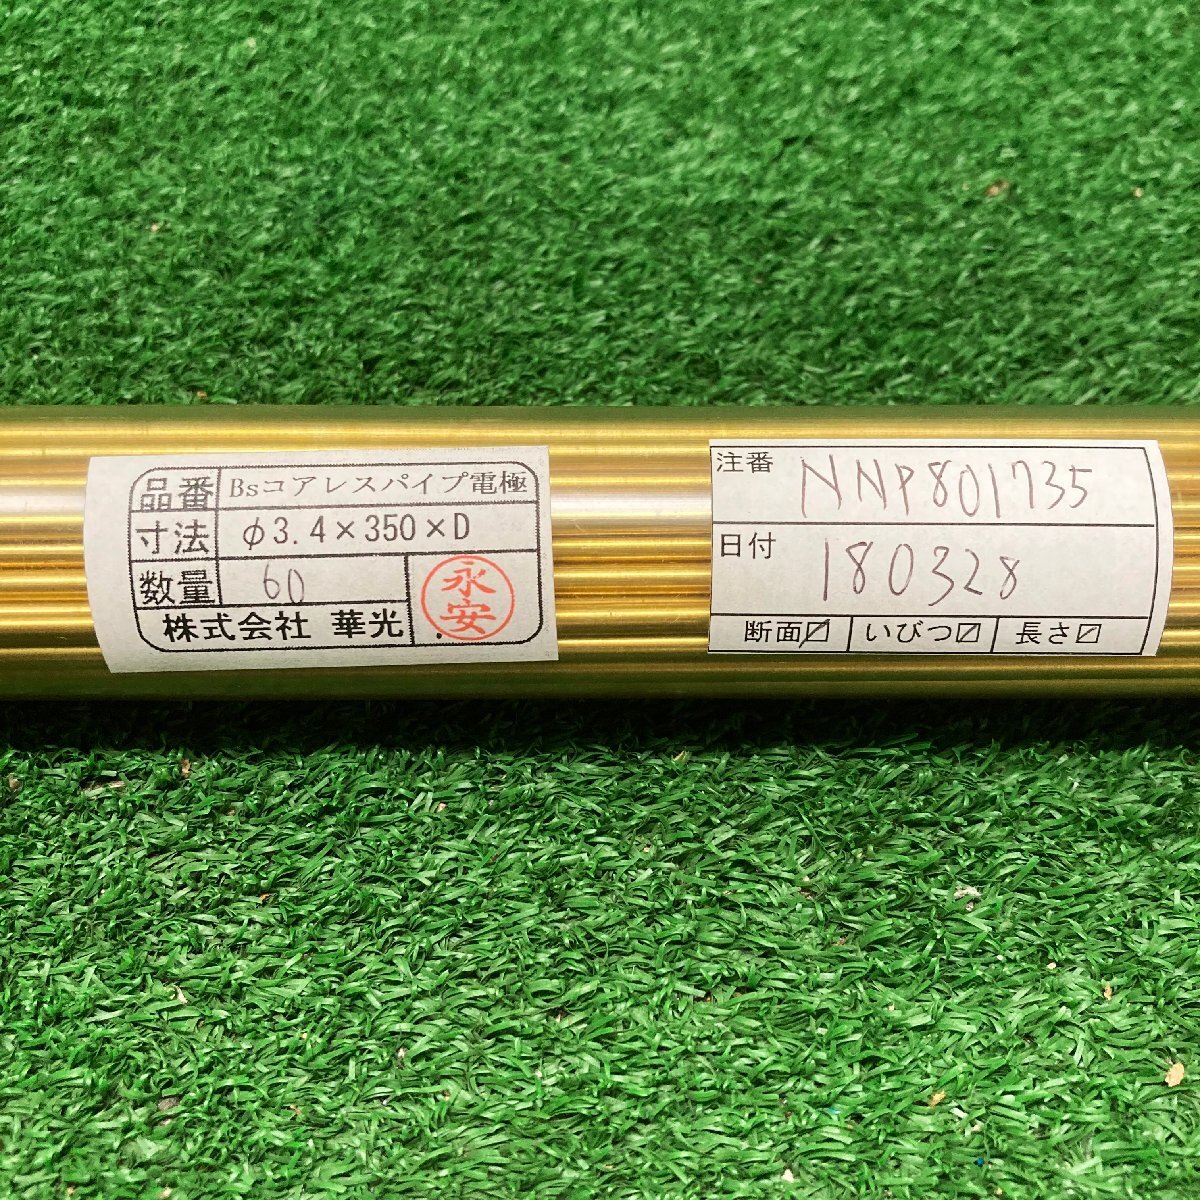 品番 Bsコアレスパイプ電極
寸法 φ3.4×350×D
数量 60
株式会社 華光
永安
注番 NNP801735
日付 180328
断面☑ いびつ☑ 長さ☑